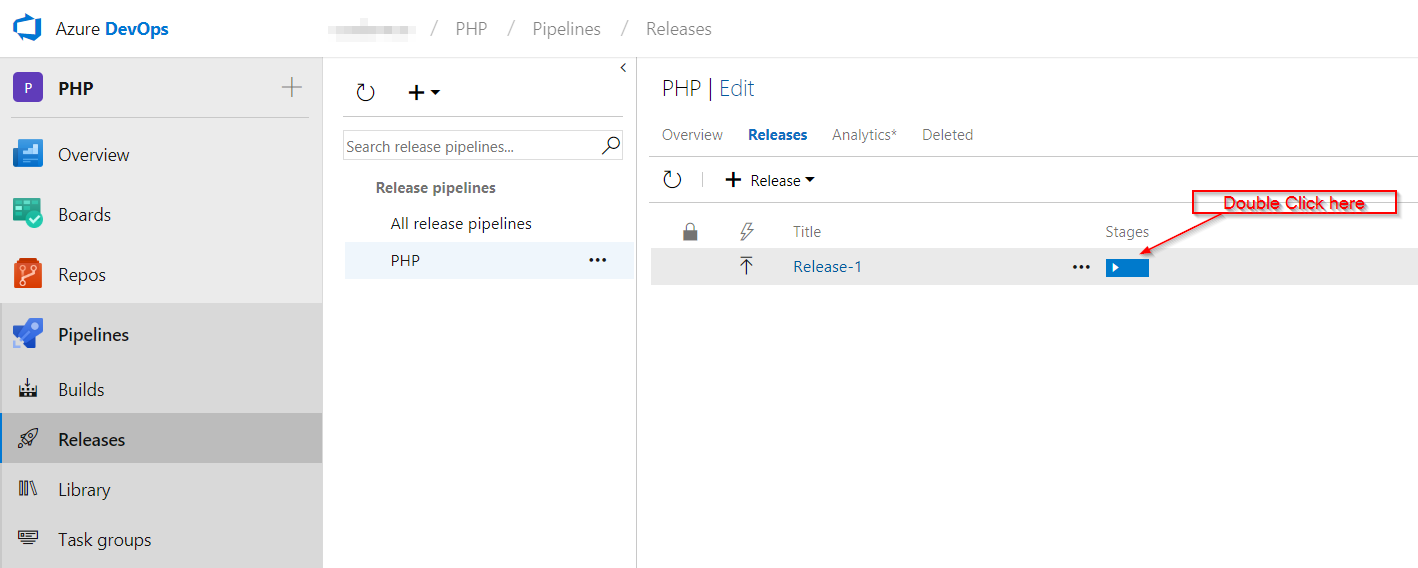 Azure DevOps
/ PHP / Pipelines / Releases
P PHP
Overview
Boards
Repos
Pipelines
Builds
Releases
Library
Task groups
Search release pipelines...
Release pipelines
All release pipelines
PHP
PHP | Edit
Overview Releases Analytics* Deleted
Release
Double Click here
Title Stages
Release-1